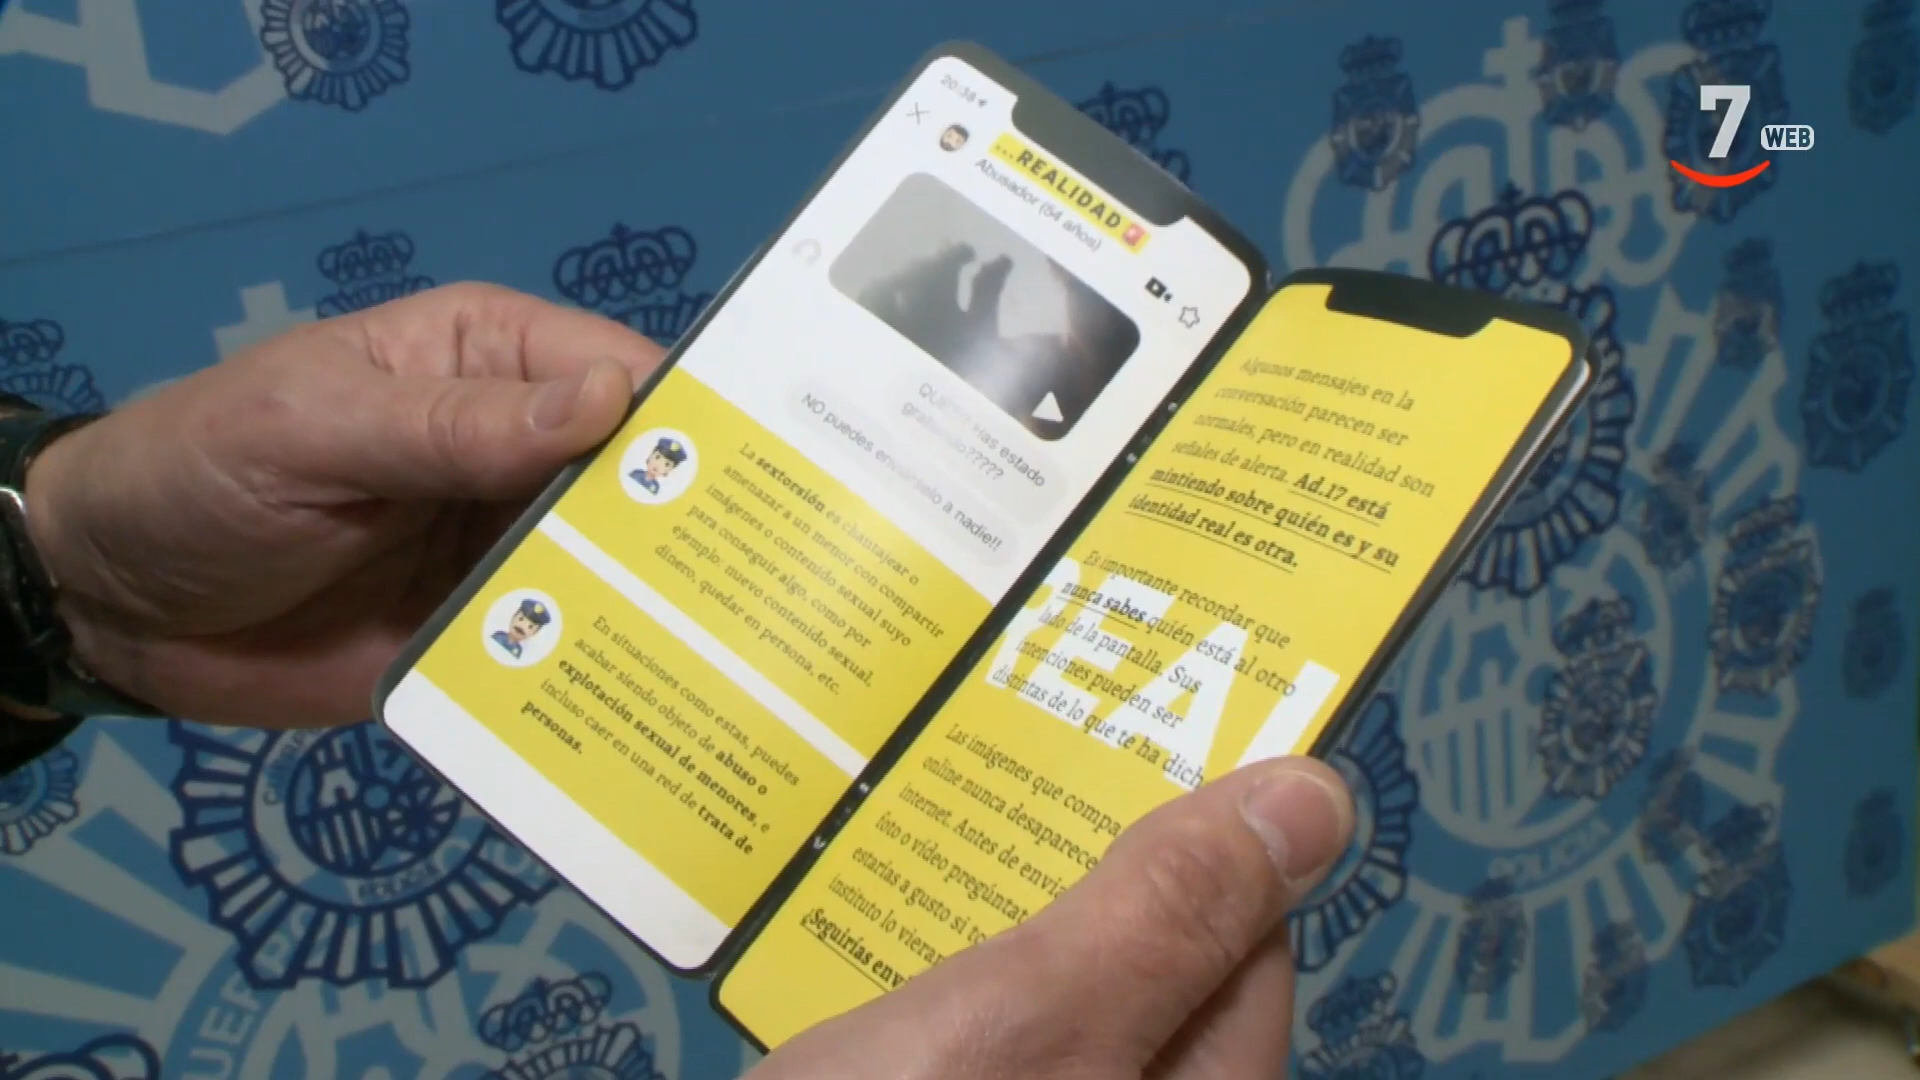 7
WEB
20:38
...REALIDAD
Abusador (54 años)
Has estado
grabando?????
NO puedes enviárselo a nadie!!
La sextorsión es chantajear o
amenazar a un menor con compartir
imágenes o contenido sexual suyo
para conseguir algo, como por
ejemplo: nuevo contenido sexual,
dinero, quedar en persona, etc.
En situaciones como estas, puedes
acabar siendo objeto de abuso o
explotación sexual de menores, e
incluso caer en una red de trata de
personas.
Algunos mensajes en la
conversación parecen ser
normales, pero en realidad son
señales de alerta. Ad.17 está
mintiendo sobre quién es y su
identidad real es otra.
Es importante recordar que
nunca sabes quién está al otro
lado de la pantalla. Sus
intenciones pueden ser
distintas de lo que te ha dich
REAL
Las imágenes que compa
online nunca desaparece
Internet. Antes de envia
foto o vídeo pregúntat
estarías a gusto si to
instituto lo vieran
¿Seguirías env
POLICIA
POLICIA